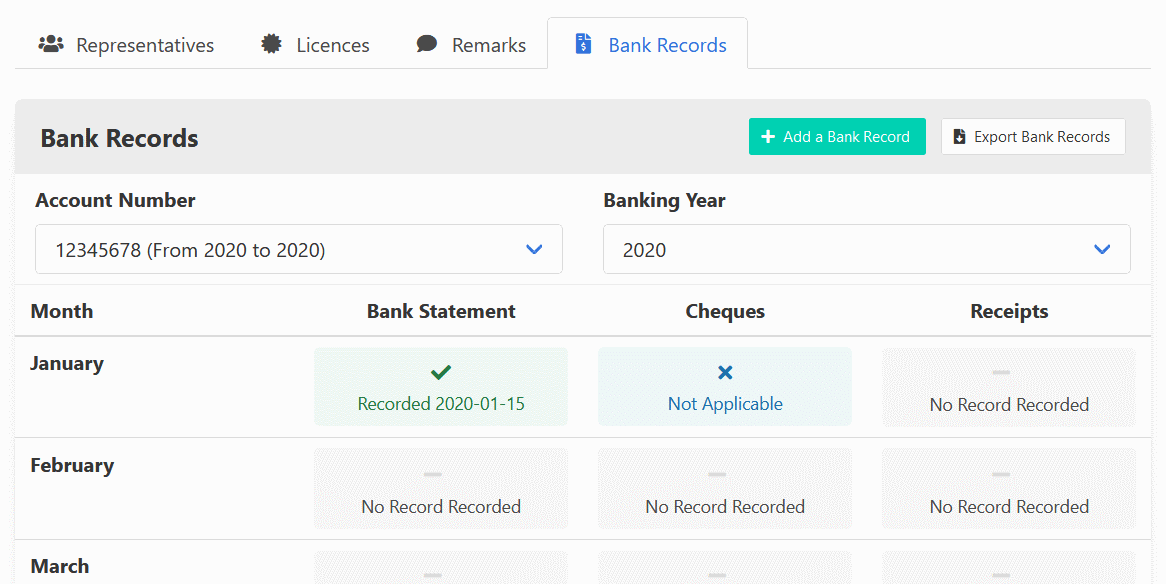 Representatives Licences Remarks Bank Records
Bank Records
Add a Bank Record Export Bank Records
Account Number Banking Year
12345678 (From 2020 to 2020) 2020
Month Bank Statement Cheques Receipts
January
Recorded 2020-01-15 Not Applicable No Record Recorded
February
No Record Recorded No Record Recorded No Record Recorded
March